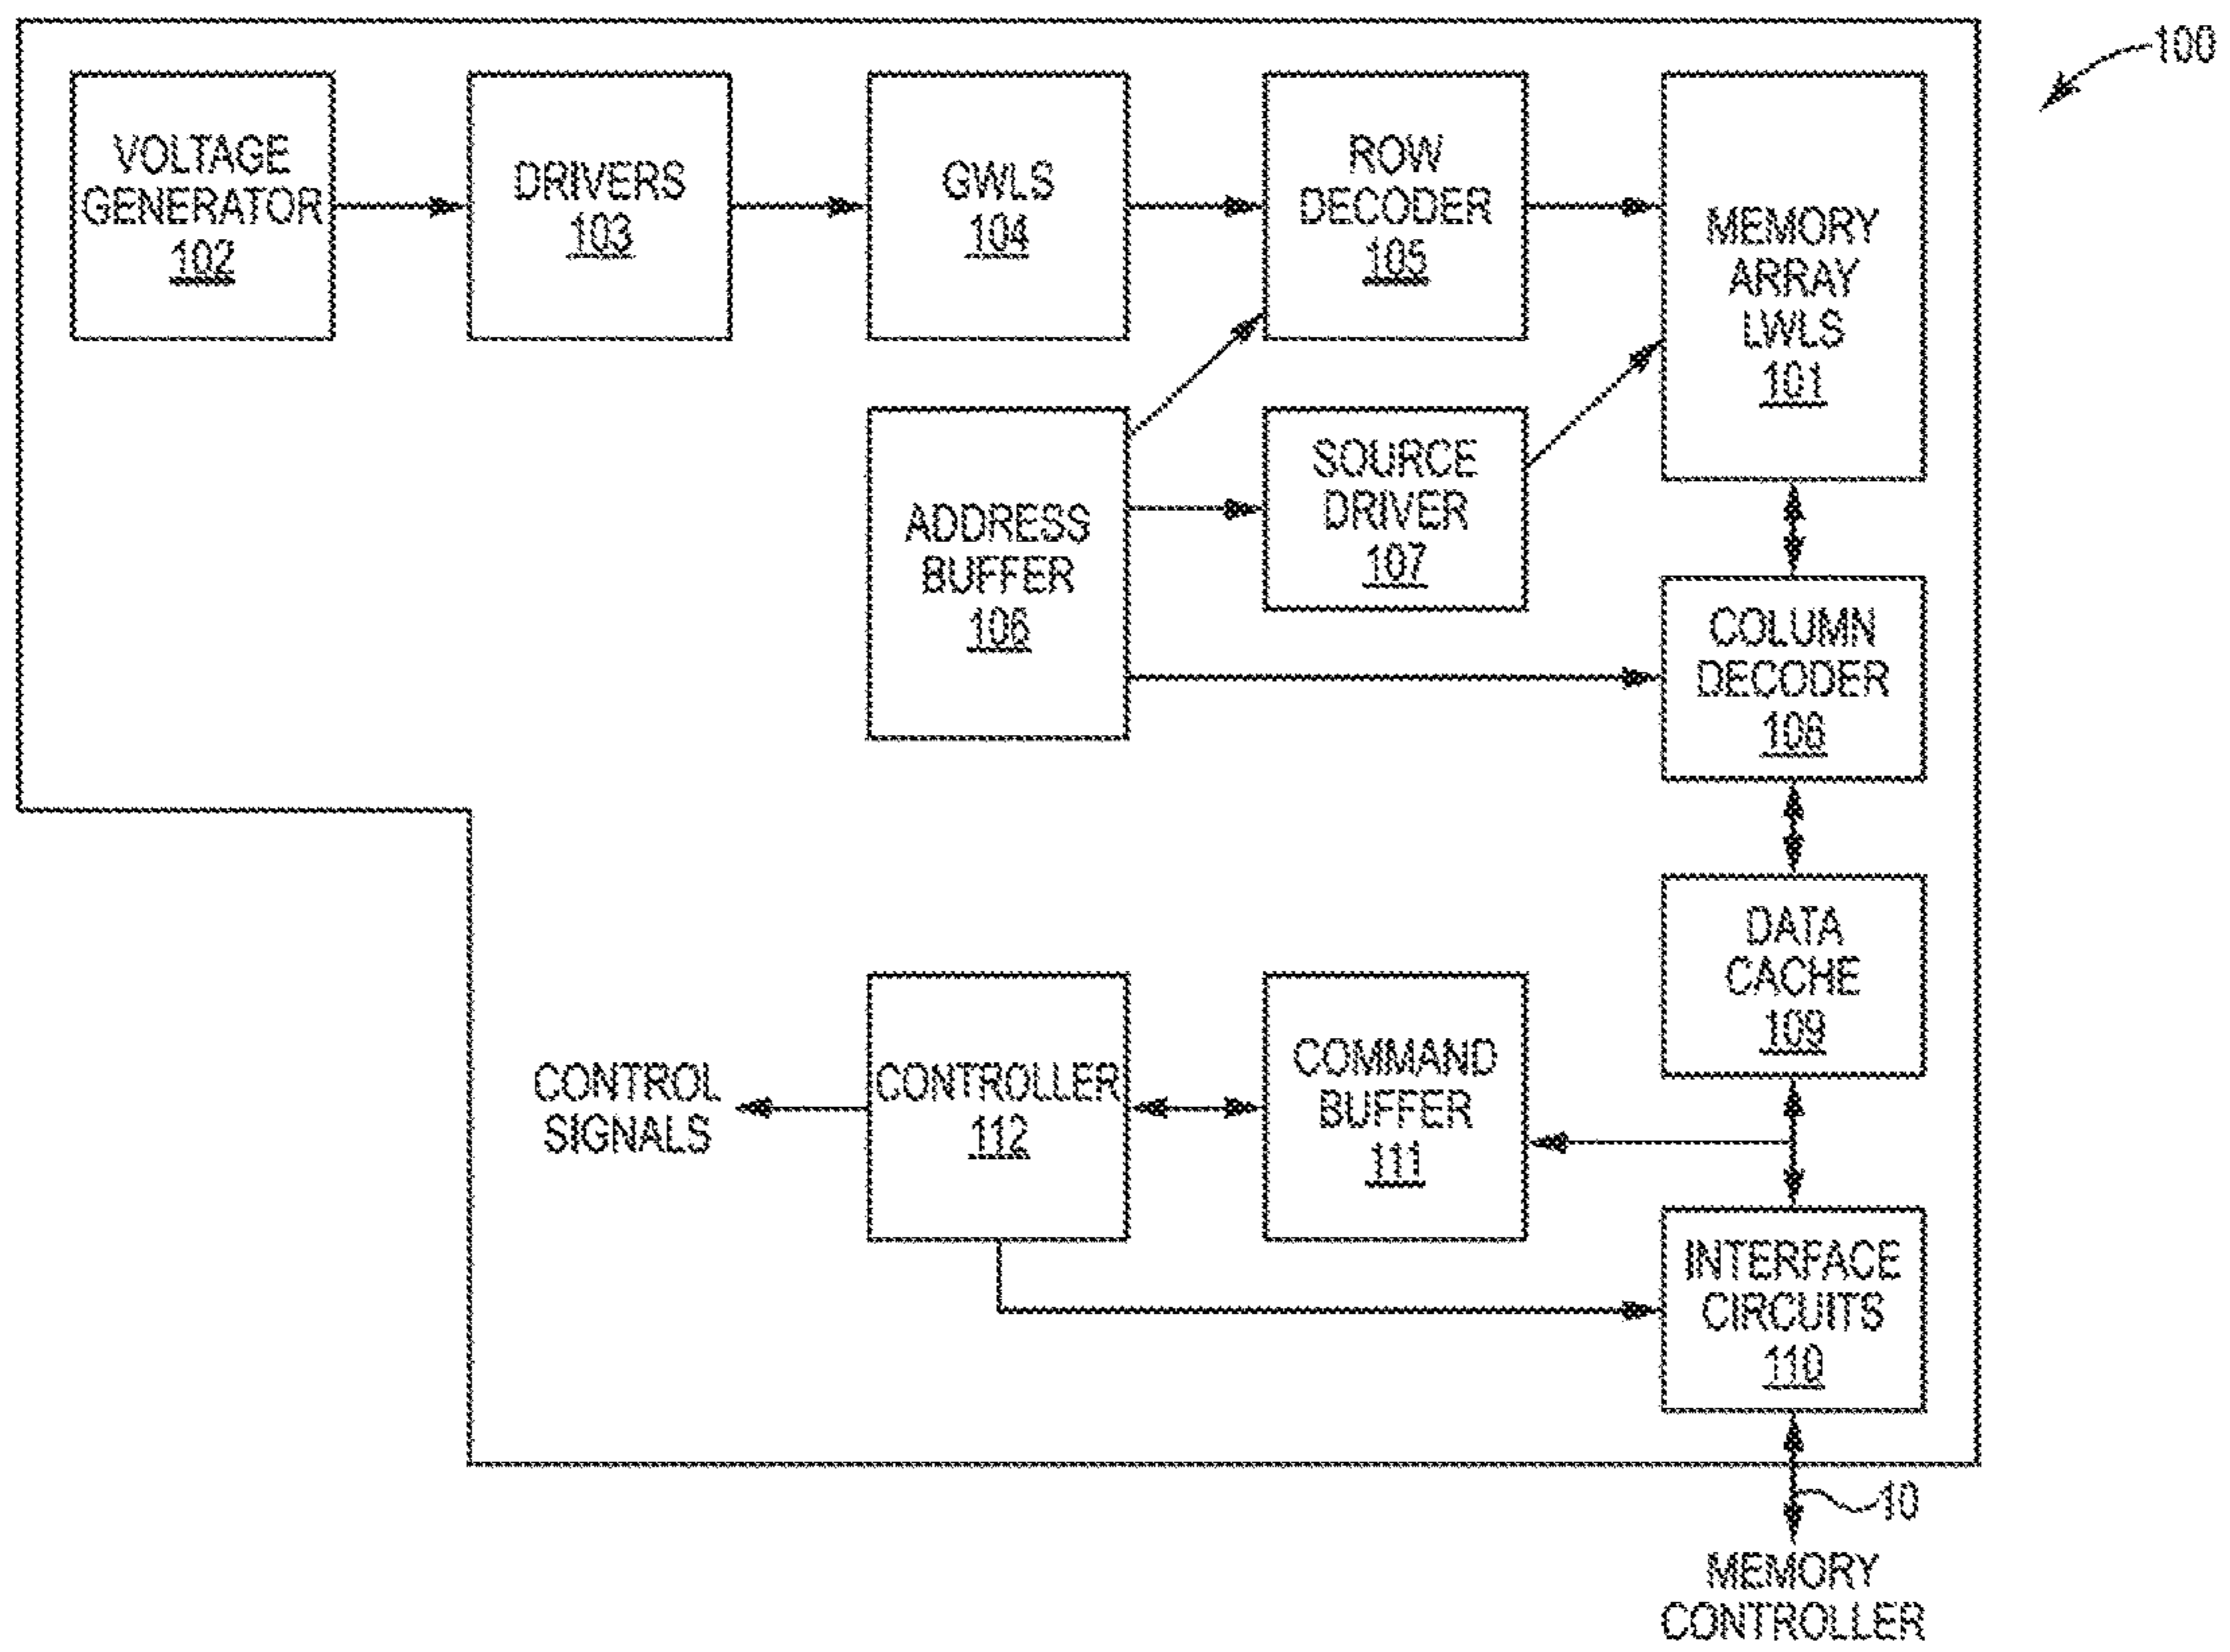 100
VOLTAGE
GENERATOR
102
DRIVERS
103
GWLS
104
ROW
DECODER
105
MEMORY
ARRAY
LWLS
101
ADDRESS
BUFFER
106
SOURCE
DRIVER
107
COLUMN
DECODER
108
DATA
CACHE
109
CONTROL
SIGNALS
CONTROLLER
112
COMMAND
BUFFER
111
INTERFACE
CIRCUITS
110
10
MEMORY
CONTROLLER